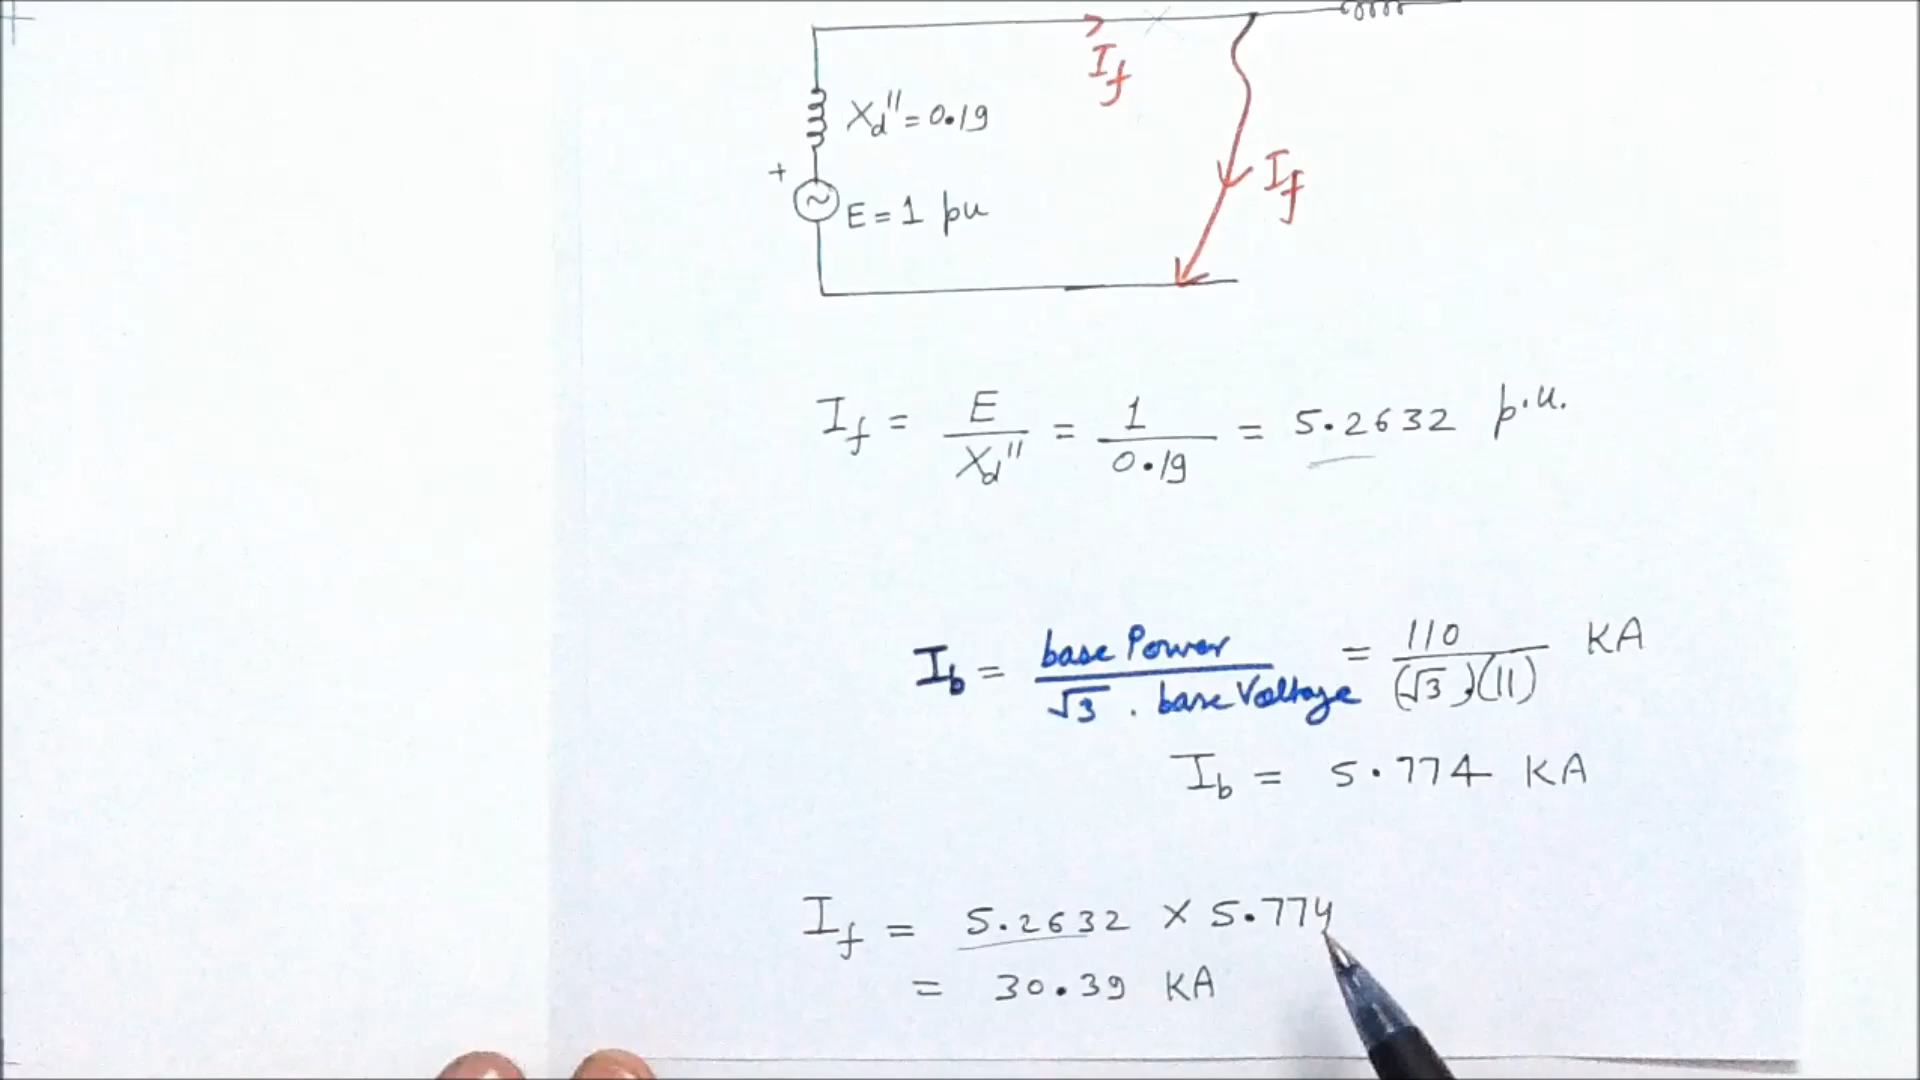 I_f
X_d'' = 0.19
I_f
+
E = 1 pu
I_f = E / X_d'' = 1 / 0.19 = 5.2632 p.u.
I_b = base Power / √3 . base Voltage = 110 / (√3)(11) KA
I_b = 5.774 KA
I_f = 5.2632 X 5.774
= 30.39 KA